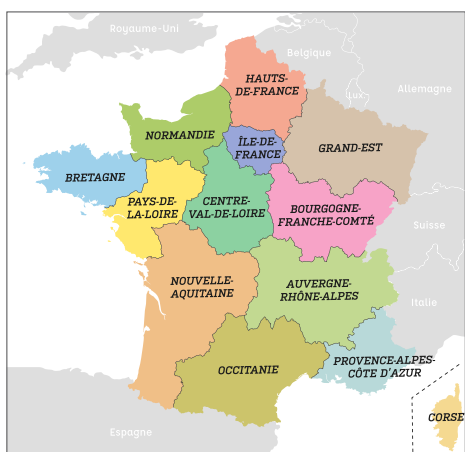 Royaume-Uni
Belgique
HAUTS-
DE-FRANCE
Lux.
Allemagne
NORMANDIE
ÎLE-DE-
FRANCE
GRAND-EST
BRETAGNE
PAYS-DE-
LA-LOIRE
CENTRE-
VAL-DE-LOIRE
BOURGOGNE-
FRANCHE-COMTÉ
Suisse
NOUVELLE-
AQUITAINE
AUVERGNE-
RHÔNE-ALPES
Italie
OCCITANIE
PROVENCE-ALPES-
CÔTE D'AZUR
CORSE
Espagne